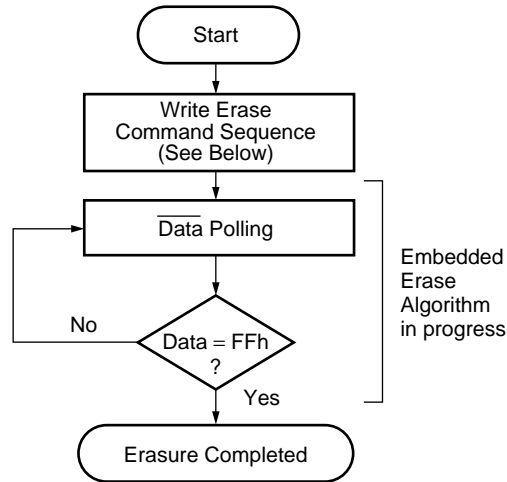 Start
Write Erase
Command Sequence
(See Below)
Data Polling
Embedded
Erase
Algorithm
in progress
No
Data = FFh
?
Yes
Erasure Completed